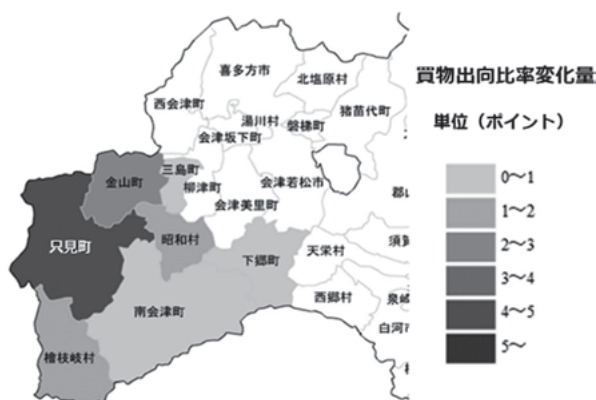 喜多方市
北塩原村
西会津町
猪苗代町
湯川村
磐梯町
会津坂下町
三島町
金山町
柳津町
会津若松市
会津美里町
郡山
只見町
昭和村
下郷町
天栄村
須賀
南会津町
西郷村
泉崎
白河市
檜枝岐村
買物出向比率変化量
単位（ポイント）
0～1
1～2
2～3
3～4
4～5
5～